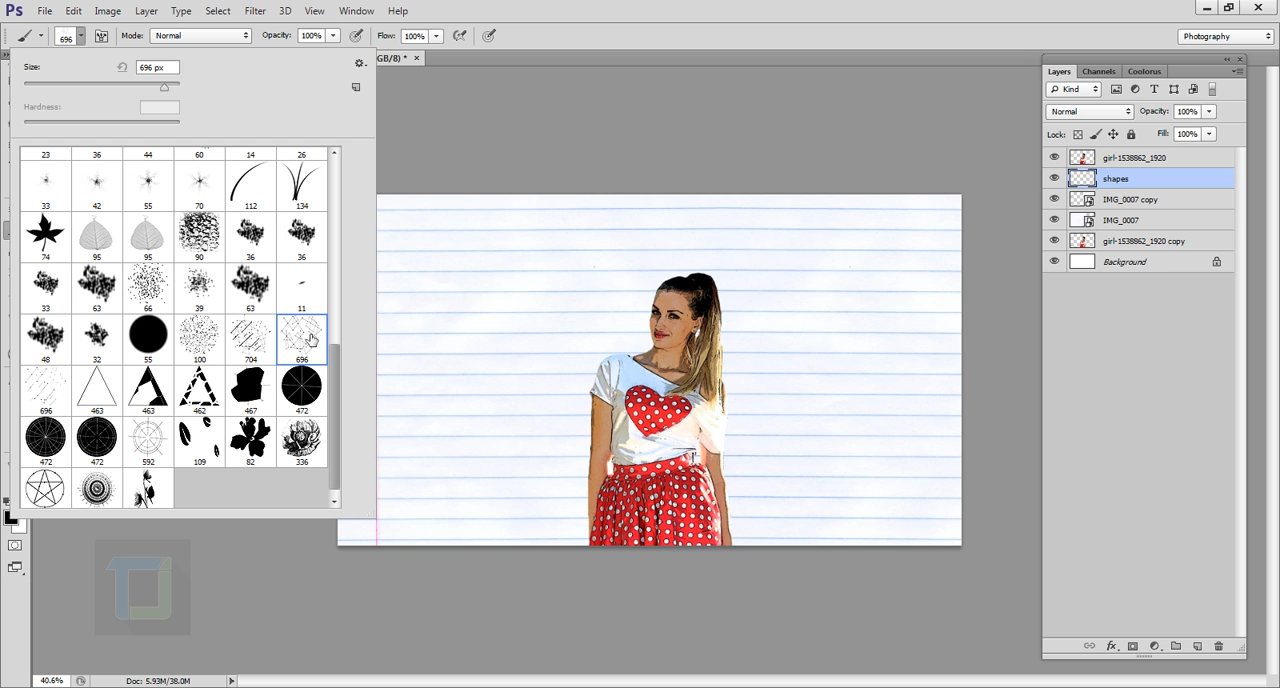 Ps File Edit Image Layer Type Select Filter 3D View Window Help
696 Mode: Normal Opacity: 100% Flow: 100% Photography
GB/8) * ×
Size: 696 px
Hardness:
23 36 44 60 14 26
33 42 55 70 112 134
74 95 95 90 36 36
33 63 66 39 63 11
48 32 55 100 704 696
696 463 463 462 467 472
472 472 592 109 82 336
Layers Channels Coolorus
Kind
Normal Opacity: 100%
Lock: Fill: 100%
girl-1538862_1920
shapes
IMG_0007 copy
IMG_0007
girl-1538862_1920 copy
Background
fx
40.6% Doc: 5.93M/38.0M